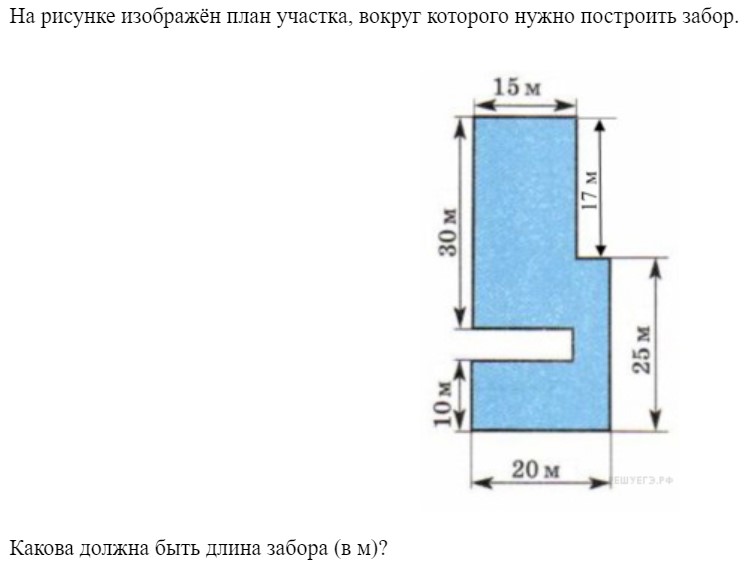 На рисунке изображён план участка, вокруг которого нужно построить забор.
15 м
17 м
30 м
25 м
10 м
20 м
РЕШУЕГЭ.РФ
Какова должна быть длина забора (в м)?